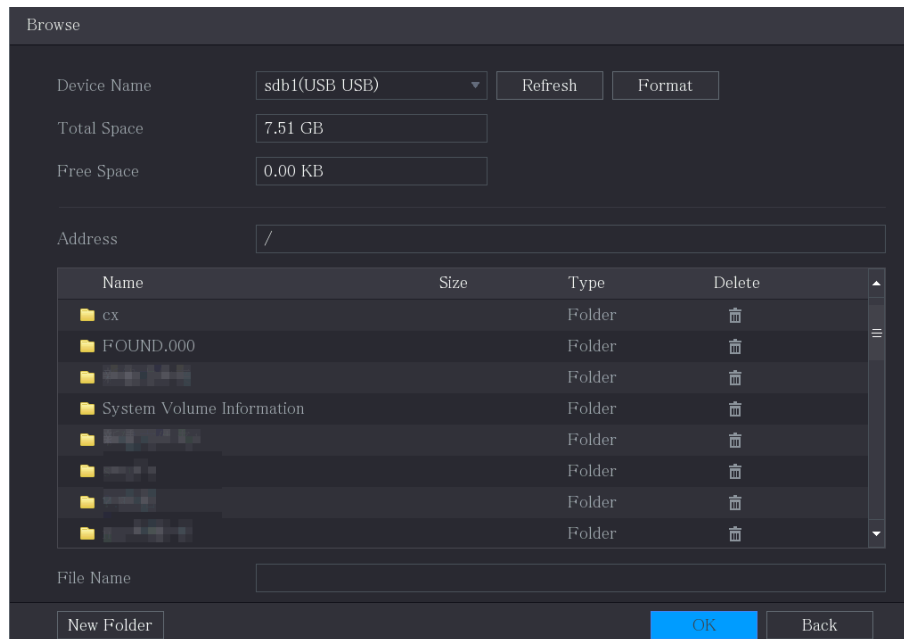 Browse
Device Name sdb1(USB USB) Refresh Format
Total Space 7.51 GB
Free Space 0.00 KB
Address /
Name Size Type Delete
cx Folder
FOUND.000 Folder
Folder
System Volume Information Folder
Folder
Folder
Folder
Folder
File Name
New Folder OK Back